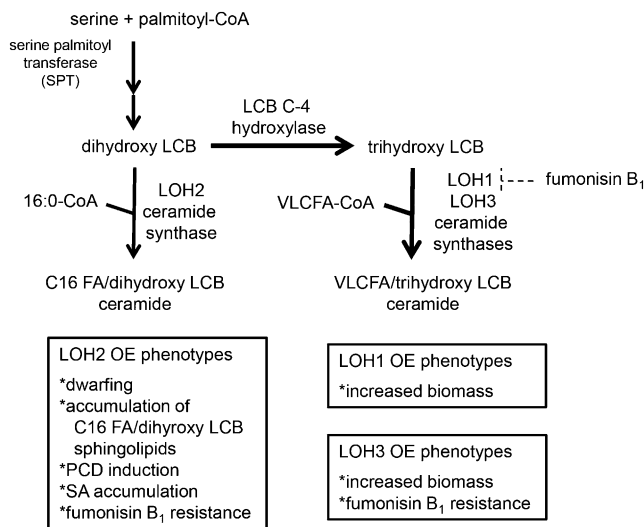 serine + palmitoyl-CoA
serine palmitoyl
transferase
(SPT)
LCB C-4
hydroxylase
dihydroxy LCB
trihydroxy LCB
16:0-CoA
LOH2
ceramide
synthase
VLCFA-CoA
LOH1
LOH3
ceramide
synthases
fumonisin B1
C16 FA/dihydroxy LCB
ceramide
VLCFA/trihydroxy LCB
ceramide
LOH2 OE phenotypes
*dwarfing
*accumulation of
C16 FA/dihyroxy LCB
sphingolipids
*PCD induction
*SA accumulation
*fumonisin B1 resistance
LOH1 OE phenotypes
*increased biomass
LOH3 OE phenotypes
*increased biomass
*fumonisin B1 resistance